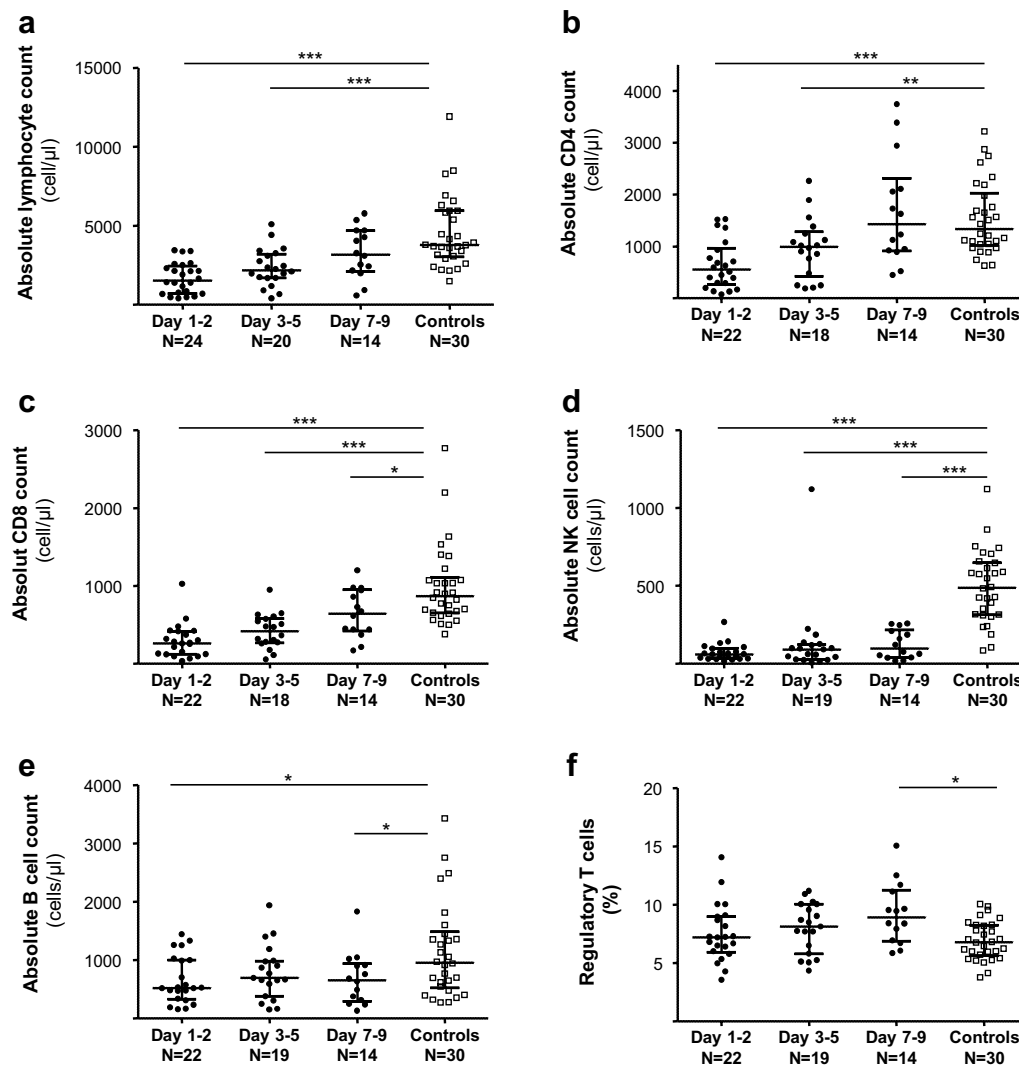 a
Absolute lymphocyte count
(cell/µl)
15000
10000
5000
0
***
***
Day 1-2 Day 3-5 Day 7-9 Controls
N=24 N=20 N=14 N=30
b
Absolute CD4 count
(cell/µl)
4000
3000
2000
1000
0
***
**
Day 1-2 Day 3-5 Day 7-9 Controls
N=22 N=18 N=14 N=30
c
Absolut CD8 count
(cell/µl)
3000
2000
1000
0
***
***
*
Day 1-2 Day 3-5 Day 7-9 Controls
N=22 N=18 N=14 N=30
d
Absolute NK cell count
(cells/µl)
1500
1000
500
0
***
***
***
Day 1-2 Day 3-5 Day 7-9 Controls
N=22 N=19 N=14 N=30
e
Absolute B cell count
(cells/µl)
4000
3000
2000
1000
0
*
*
Day 1-2 Day 3-5 Day 7-9 Controls
N=22 N=19 N=14 N=30
f
Regulatory T cells
(%)
20
15
10
5
0
*
Day 1-2 Day 3-5 Day 7-9 Controls
N=22 N=19 N=14 N=30